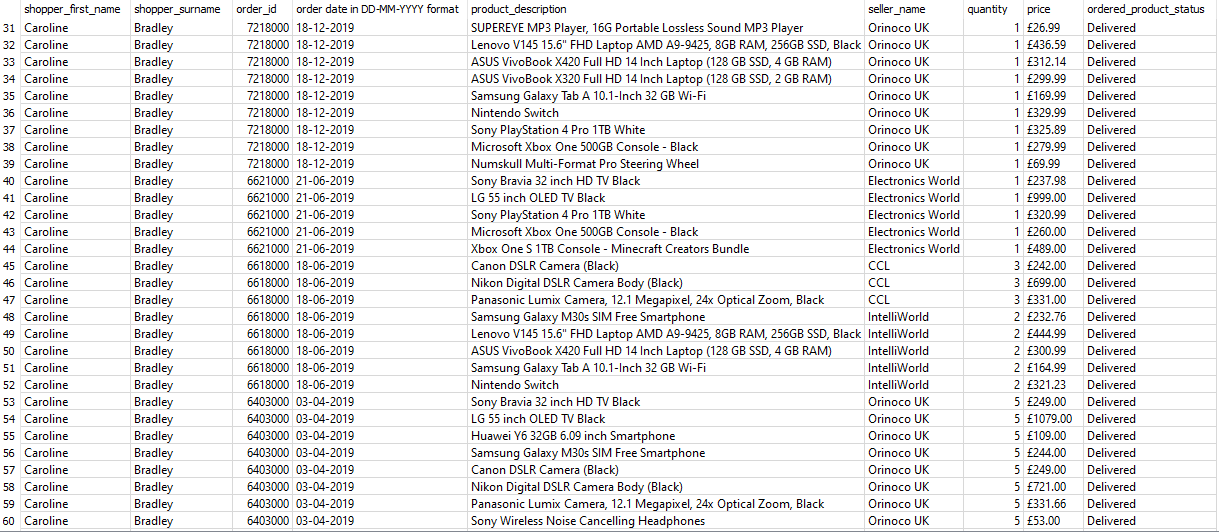 shopper_first_name shopper_surname order_id order date in DD-MM-YYYY format product_description seller_name quantity price ordered_product_status
31 Caroline Bradley 7218000 18-12-2019 SUPEREYE MP3 Player, 16G Portable Lossless Sound MP3 Player Orinoco UK 1 £26.99 Delivered
32 Caroline Bradley 7218000 18-12-2019 Lenovo V145 15.6" FHD Laptop AMD A9-9425, 8GB RAM, 256GB SSD, Black Orinoco UK 1 £436.59 Delivered
33 Caroline Bradley 7218000 18-12-2019 ASUS VivoBook X420 Full HD 14 Inch Laptop (128 GB SSD, 4 GB RAM) Orinoco UK 1 £312.14 Delivered
34 Caroline Bradley 7218000 18-12-2019 ASUS VivoBook X320 Full HD 14 Inch Laptop (128 GB SSD, 2 GB RAM) Orinoco UK 1 £299.99 Delivered
35 Caroline Bradley 7218000 18-12-2019 Samsung Galaxy Tab A 10.1-Inch 32 GB Wi-Fi Orinoco UK 1 £169.99 Delivered
36 Caroline Bradley 7218000 18-12-2019 Nintendo Switch Orinoco UK 1 £329.99 Delivered
37 Caroline Bradley 7218000 18-12-2019 Sony PlayStation 4 Pro 1TB White Orinoco UK 1 £325.89 Delivered
38 Caroline Bradley 7218000 18-12-2019 Microsoft Xbox One 500GB Console - Black Orinoco UK 1 £279.99 Delivered
39 Caroline Bradley 7218000 18-12-2019 Numskull Multi-Format Pro Steering Wheel Orinoco UK 1 £69.99 Delivered
40 Caroline Bradley 6621000 21-06-2019 Sony Bravia 32 inch HD TV Black Electronics World 1 £237.98 Delivered
41 Caroline Bradley 6621000 21-06-2019 LG 55 inch OLED TV Black Electronics World 1 £999.00 Delivered
42 Caroline Bradley 6621000 21-06-2019 Sony PlayStation 4 Pro 1TB White Electronics World 1 £320.99 Delivered
43 Caroline Bradley 6621000 21-06-2019 Microsoft Xbox One 500GB Console - Black Electronics World 1 £260.00 Delivered
44 Caroline Bradley 6621000 21-06-2019 Xbox One S 1TB Console - Minecraft Creators Bundle Electronics World 1 £489.00 Delivered
45 Caroline Bradley 6618000 18-06-2019 Canon DSLR Camera (Black) CCL 3 £242.00 Delivered
46 Caroline Bradley 6618000 18-06-2019 Nikon Digital DSLR Camera Body (Black) CCL 3 £699.00 Delivered
47 Caroline Bradley 6618000 18-06-2019 Panasonic Lumix Camera, 12.1 Megapixel, 24x Optical Zoom, Black CCL 3 £331.00 Delivered
48 Caroline Bradley 6618000 18-06-2019 Samsung Galaxy M30s SIM Free Smartphone IntelliWorld 2 £232.76 Delivered
49 Caroline Bradley 6618000 18-06-2019 Lenovo V145 15.6" FHD Laptop AMD A9-9425, 8GB RAM, 256GB SSD, Black IntelliWorld 2 £444.99 Delivered
50 Caroline Bradley 6618000 18-06-2019 ASUS VivoBook X420 Full HD 14 Inch Laptop (128 GB SSD, 4 GB RAM) IntelliWorld 2 £300.99 Delivered
51 Caroline Bradley 6618000 18-06-2019 Samsung Galaxy Tab A 10.1-Inch 32 GB Wi-Fi IntelliWorld 2 £164.99 Delivered
52 Caroline Bradley 6618000 18-06-2019 Nintendo Switch IntelliWorld 2 £321.23 Delivered
53 Caroline Bradley 6403000 03-04-2019 Sony Bravia 32 inch HD TV Black Orinoco UK 5 £249.00 Delivered
54 Caroline Bradley 6403000 03-04-2019 LG 55 inch OLED TV Black Orinoco UK 5 £1079.00 Delivered
55 Caroline Bradley 6403000 03-04-2019 Huawei Y6 32GB 6.09 inch Smartphone Orinoco UK 5 £109.00 Delivered
56 Caroline Bradley 6403000 03-04-2019 Samsung Galaxy M30s SIM Free Smartphone Orinoco UK 5 £244.00 Delivered
57 Caroline Bradley 6403000 03-04-2019 Canon DSLR Camera (Black) Orinoco UK 5 £249.00 Delivered
58 Caroline Bradley 6403000 03-04-2019 Nikon Digital DSLR Camera Body (Black) Orinoco UK 5 £721.00 Delivered
59 Caroline Bradley 6403000 03-04-2019 Panasonic Lumix Camera, 12.1 Megapixel, 24x Optical Zoom, Black Orinoco UK 5 £331.66 Delivered
60 Caroline Bradley 6403000 03-04-2019 Sony Wireless Noise Cancelling Headphones Orinoco UK 5 £53.00 Delivered